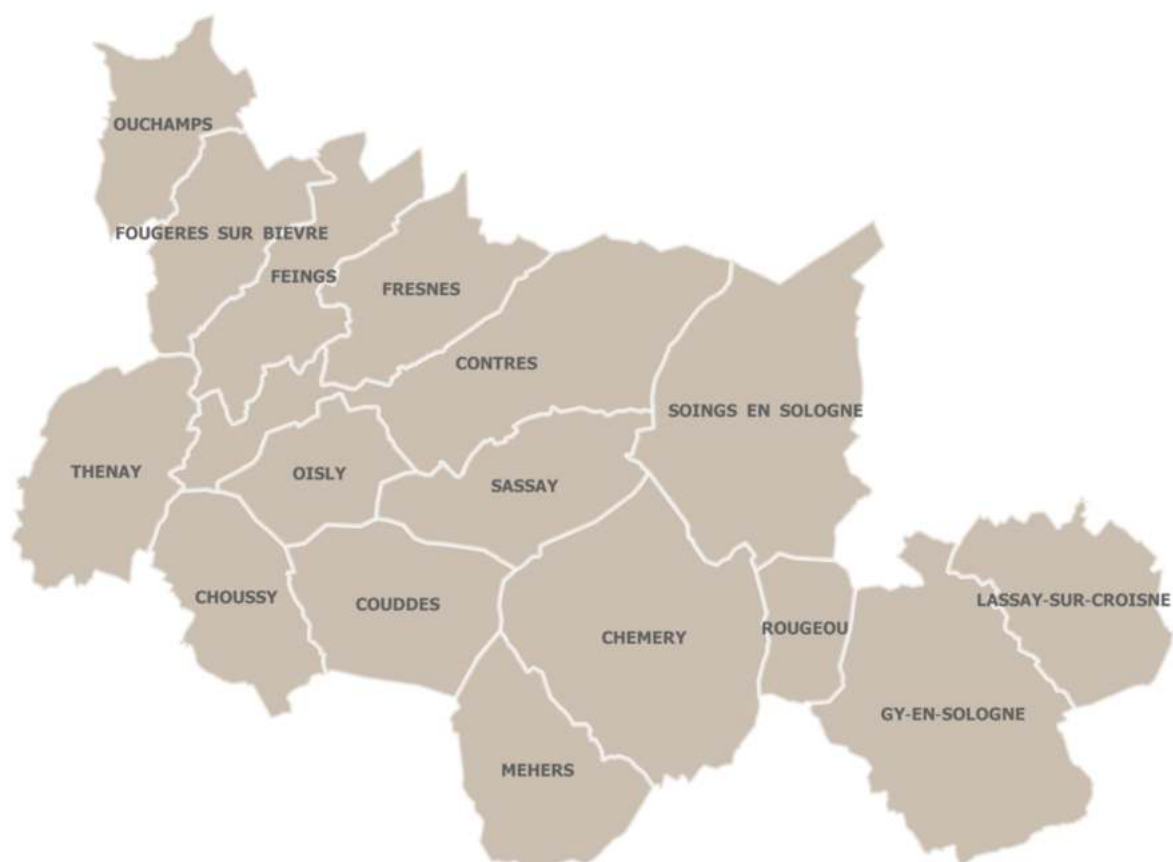 OUCHAMPS
FOUGERES SUR BIEVRE
FEINGS
FRESNES
CONTRES
SOINGS EN SOLOGNE
THENAY
OISLY
SASSAY
CHOUSSY
COUDDES
LASSAY-SUR-CROISNE
ROUGEOU
CHEMERY
GY-EN-SOLOGNE
MEHERS